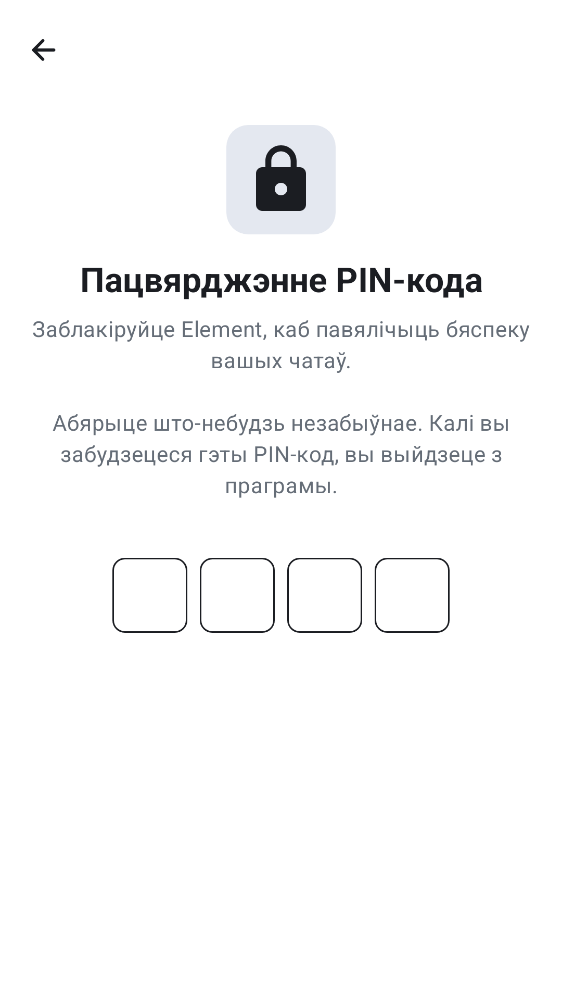 Пацвярджэнне PIN-кода
Заблакіруйце Element, каб павялічыць бяспеку
вашых чатаў.
Абярыце што-небудзь незабыўнае. Калі вы
забудзецеся гэты PIN-код, вы выйдзеце з
праграмы.